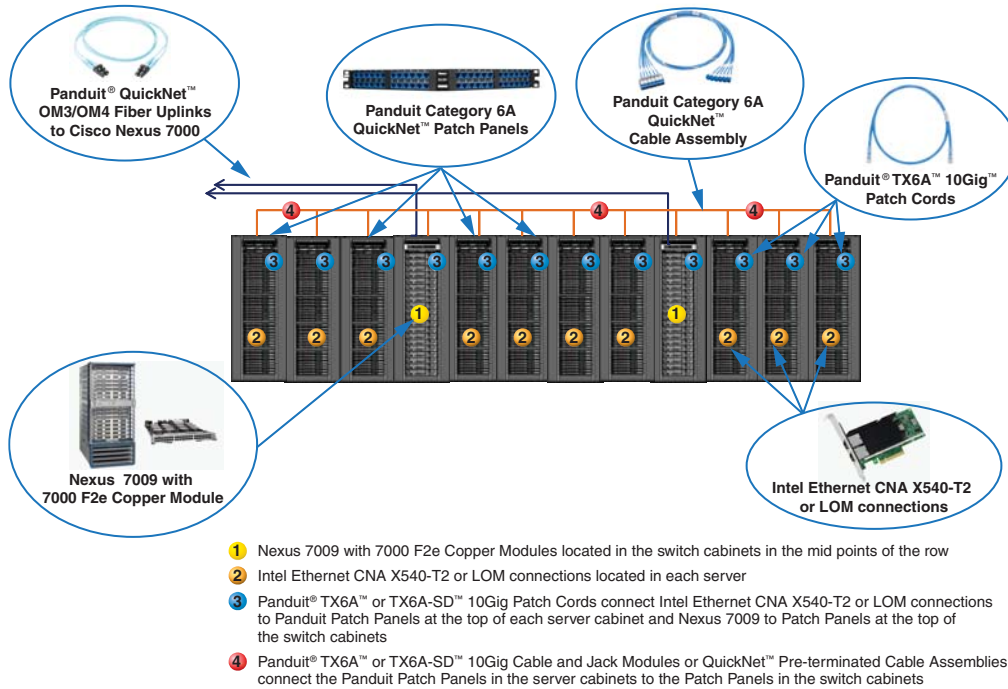 Panduit® QuickNet™
OM3/OM4 Fiber Uplinks
to Cisco Nexus 7000
Panduit Category 6A
QuickNet™ Patch Panels
Panduit Category 6A
QuickNet™
Cable Assembly
Panduit® TX6A™ 10Gig™
Patch Cords
4 4 4
3 3 3 3 3 3 3 3 3 3 3 3
1 1
2 2 2 2 2 2 2 2 2 2
Nexus 7009 with
7000 F2e Copper Module
Intel Ethernet CNA X540-T2
or LOM connections
1 Nexus 7009 with 7000 F2e Copper Modules located in the switch cabinets in the mid points of the row
2 Intel Ethernet CNA X540-T2 or LOM connections located in each server
3 Panduit® TX6A™ or TX6A-SD™ 10Gig Patch Cords connect Intel Ethernet CNA X540-T2 or LOM connections
to Panduit Patch Panels at the top of each server cabinet and Nexus 7009 to Patch Panels at the top of
the switch cabinets
4 Panduit® TX6A™ or TX6A-SD™ 10Gig Cable and Jack Modules or QuickNet™ Pre-terminated Cable Assemblies
connect the Panduit Patch Panels in the server cabinets to the Patch Panels in the switch cabinets